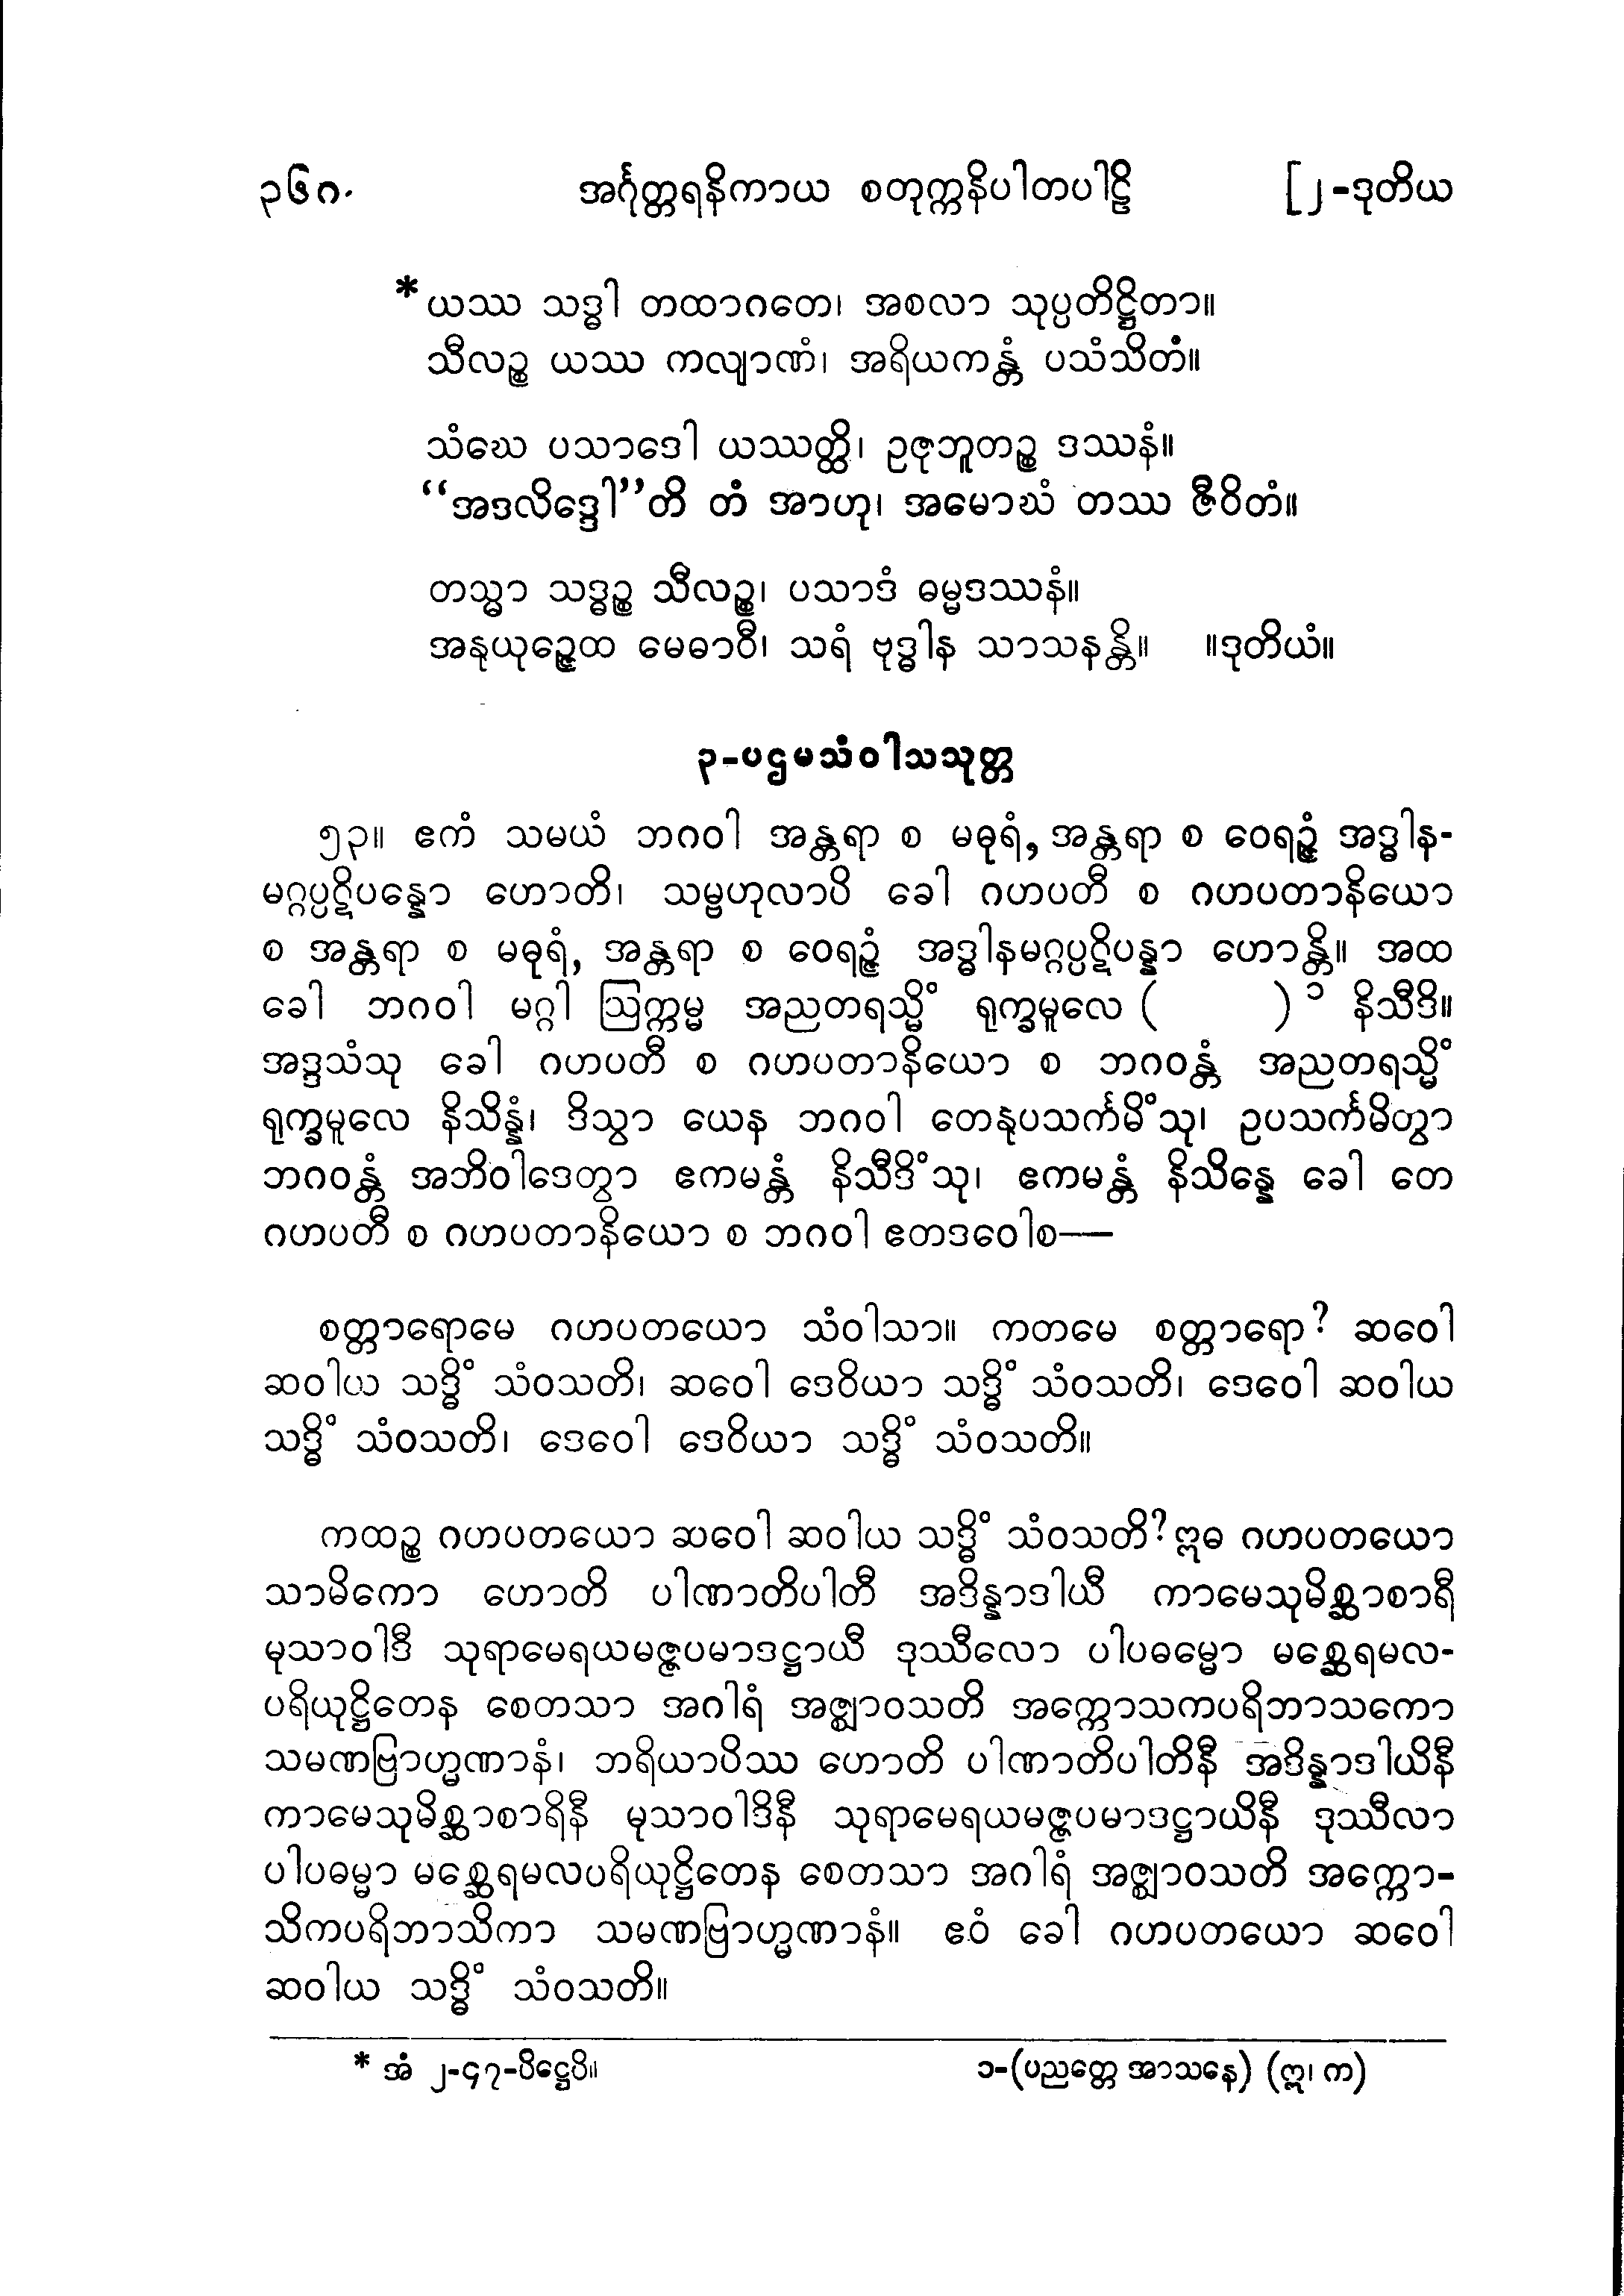 ၃၆၈ အင်္ဂုတ္တရနိကာယ စတုက္ကနိပါတပါဠိ [၂-ဒုတိယ
* ယဿ သဒ္ဓါ တထာဂတေ၊ အစလာ သုပ္ပတိဋ္ဌိတာ။
သီလဉ္စ ယဿ ကလျာဏံ၊ အရိယကန္တံ ပသံသိတံ။
သံဃေ ပသာဒေါ ယဿတ္ထိ၊ ဥဇုဘူတဉ္စ ဒဿနံ။
“အဒလိဒ္ဒေါ”တိ တံ အာဟု၊ အမောဃံ တဿ ဇီဝိတံ။
တသ္မာ သဒ္ဓဉ္စ သီလဉ္စ၊ ပသာဒံ ဓမ္မဒဿနံ။
အနုယုဉ္ဇေထ မေဓာဝီ၊ သရံ ဗုဒ္ဓါန သာသနန္တိ။ ။ဒုတိယံ။
၃-ပဌမသံဝါသသုတ္တ
၅၃။ ဧကံ သမယံ ဘဂဝါ အန္တရာ စ မဓုရံ, အန္တရာ စ ဝေရဉ္ဇံ အဒ္ဓါန-
မဂ္ဂပ္ပဋိပန္နော ဟောတိ၊ သမ္ဗဟုလာပိ ခေါ ဂဟပတီ စ ဂဟပတာနိယော
စ အန္တရာ စ မဓုရံ, အန္တရာ စ ဝေရဉ္ဇံ အဒ္ဓါနမဂ္ဂပ္ပဋိပန္နာ ဟောန္တိ။ အထ
ခေါ ဘဂဝါ မဂ္ဂါ ဩက္ကမ္မ အညတရသ္မိံ ရုက္ခမူလေ ( ) ၁ နိသီဒိ။
အဒ္ဒသံသု ခေါ ဂဟပတီ စ ဂဟပတာနိယော စ ဘဂဝန္တံ အညတရသ္မိံ
ရုက္ခမူလေ နိသိန္နံ၊ ဒိသွာ ယေန ဘဂဝါ တေနုပသင်္ကမိံသု၊ ဥပသင်္ကမိတွာ
ဘဂဝန္တံ အဘိဝါဒေတွာ ဧကမန္တံ နိသီဒိံသု၊ ဧကမန္တံ နိသိန္နေ ခေါ တေ
ဂဟပတီ စ ဂဟပတာနိယော စ ဘဂဝါ ဧတဒဝေါစ—
စတ္တာရောမေ ဂဟပတယော သံဝါသာ။ ကတမေ စတ္တာရော? ဆဝေါ
ဆဝါယ သဒ္ဓိံ သံဝသတိ၊ ဆဝေါ ဒေဝိယာ သဒ္ဓိံ သံဝသတိ၊ ဒေဝေါ ဆဝါယ
သဒ္ဓိံ သံဝသတိ၊ ဒေဝေါ ဒေဝိယာ သဒ္ဓိံ သံဝသတိ။
ကထဉ္စ ဂဟပတယော ဆဝေါ ဆဝါယ သဒ္ဓိံ သံဝသတိ? ဣဓ ဂဟပတယော
သာမိကော ဟောတိ ပါဏာတိပါတီ အဒိန္နာဒါယီ ကာမေသုမိစ္ဆာစာရီ
မုသာဝါဒီ သုရာမေရယမဇ္ဇပမာဒဋ္ဌာယီ ဒုဿီလော ပါပဓမ္မော မစ္ဆေရမလ-
ပရိယုဋ္ဌိတေန စေတသာ အဂါရံ အဇ္ဈာဝသတိ အက္ကောသကပရိဘာသကော
သမဏဗြာဟ္မဏာနံ၊ ဘရိယာပိဿ ဟောတိ ပါဏာတိပါတိနီ အဒိန္နာဒါယိနီ
ကာမေသုမိစ္ဆာစာရိနီ မုသာဝါဒိနီ သုရာမေရယမဇ္ဇပမာဒဋ္ဌာယိနီ ဒုဿီလာ
ပါပဓမ္မာ မစ္ဆေရမလပရိယုဋ္ဌိတေန စေတသာ အဂါရံ အဇ္ဈာဝသတိ အက္ကော-
သိကပရိဘာသိကာ သမဏဗြာဟ္မဏာနံ။ ဧဝံ ခေါ ဂဟပတယော ဆဝေါ
ဆဝါယ သဒ္ဓိံ သံဝသတိ။
* အံ ၂-၄၇-ပိဋ္ဌေပိ။ ၁-(ပညတ္တေ အာသနေ) (ဣ၊ က)